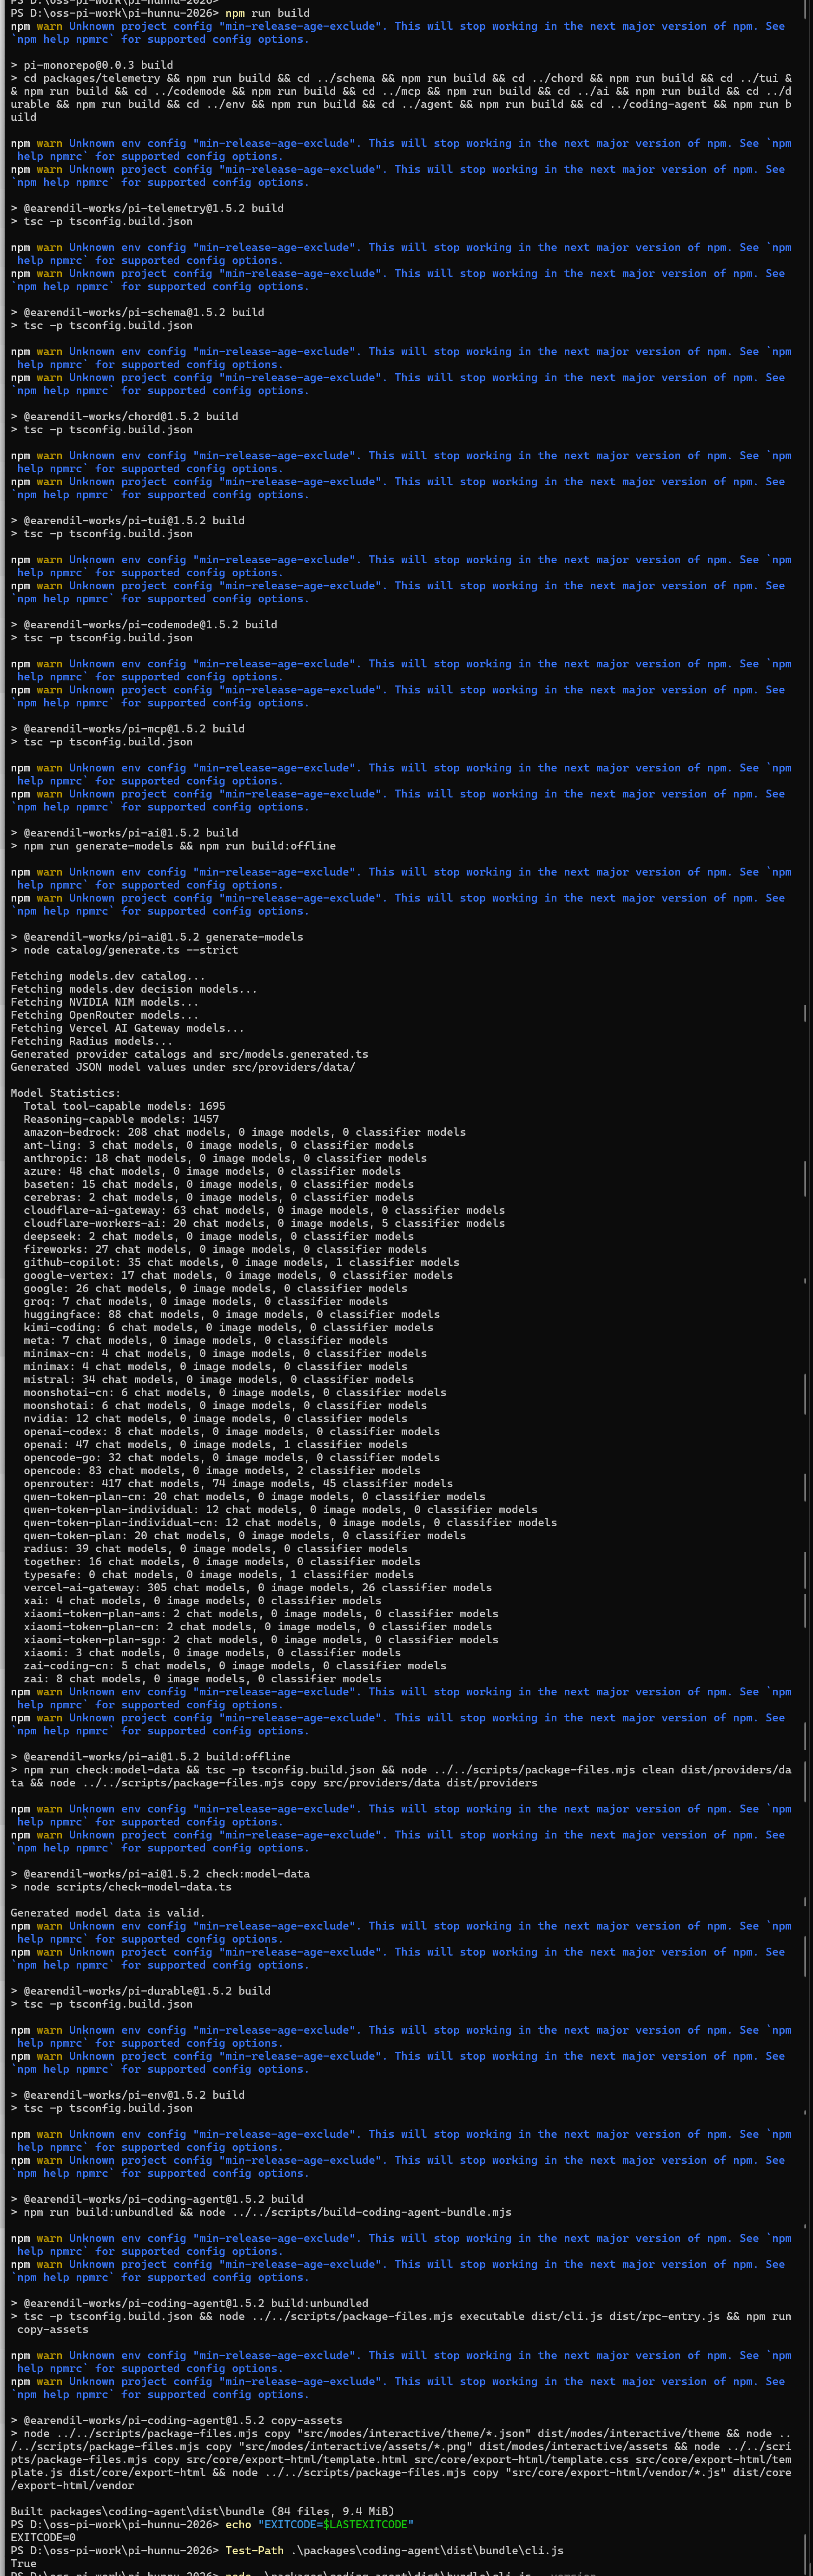 PS D:\oss-pi-work\pi-hunnu-2026>
PS D:\oss-pi-work\pi-hunnu-2026> npm run build
npm warn Unknown project config "min-release-age-exclude". This will stop working in the next major version of npm. See
`npm help npmrc` for supported config options.

> pi-monorepo@0.0.3 build
> cd packages/telemetry && npm run build && cd ../schema && npm run build && cd ../chord && npm run build && cd ../tui &
& npm run build && cd ../codemode && npm run build && cd ../mcp && npm run build && cd ../ai && npm run build && cd ../d
urable && npm run build && cd ../env && npm run build && cd ../agent && npm run build && cd ../coding-agent && npm run b
uild

npm warn Unknown env config "min-release-age-exclude". This will stop working in the next major version of npm. See `npm
 help npmrc` for supported config options.
npm warn Unknown project config "min-release-age-exclude". This will stop working in the next major version of npm. See
`npm help npmrc` for supported config options.

> @earendil-works/pi-telemetry@1.5.2 build
> tsc -p tsconfig.build.json

npm warn Unknown env config "min-release-age-exclude". This will stop working in the next major version of npm. See `npm
 help npmrc` for supported config options.
npm warn Unknown project config "min-release-age-exclude". This will stop working in the next major version of npm. See
`npm help npmrc` for supported config options.

> @earendil-works/pi-schema@1.5.2 build
> tsc -p tsconfig.build.json

npm warn Unknown env config "min-release-age-exclude". This will stop working in the next major version of npm. See `npm
 help npmrc` for supported config options.
npm warn Unknown project config "min-release-age-exclude". This will stop working in the next major version of npm. See
`npm help npmrc` for supported config options.

> @earendil-works/chord@1.5.2 build
> tsc -p tsconfig.build.json

npm warn Unknown env config "min-release-age-exclude". This will stop working in the next major version of npm. See `npm
 help npmrc` for supported config options.
npm warn Unknown project config "min-release-age-exclude". This will stop working in the next major version of npm. See
`npm help npmrc` for supported config options.

> @earendil-works/pi-tui@1.5.2 build
> tsc -p tsconfig.build.json

npm warn Unknown env config "min-release-age-exclude". This will stop working in the next major version of npm. See `npm
 help npmrc` for supported config options.
npm warn Unknown project config "min-release-age-exclude". This will stop working in the next major version of npm. See
`npm help npmrc` for supported config options.

> @earendil-works/pi-codemode@1.5.2 build
> tsc -p tsconfig.build.json

npm warn Unknown env config "min-release-age-exclude". This will stop working in the next major version of npm. See `npm
 help npmrc` for supported config options.
npm warn Unknown project config "min-release-age-exclude". This will stop working in the next major version of npm. See
`npm help npmrc` for supported config options.

> @earendil-works/pi-mcp@1.5.2 build
> tsc -p tsconfig.build.json

npm warn Unknown env config "min-release-age-exclude". This will stop working in the next major version of npm. See `npm
 help npmrc` for supported config options.
npm warn Unknown project config "min-release-age-exclude". This will stop working in the next major version of npm. See
`npm help npmrc` for supported config options.

> @earendil-works/pi-ai@1.5.2 build
> npm run generate-models && npm run build:offline

npm warn Unknown env config "min-release-age-exclude". This will stop working in the next major version of npm. See `npm
 help npmrc` for supported config options.
npm warn Unknown project config "min-release-age-exclude". This will stop working in the next major version of npm. See
`npm help npmrc` for supported config options.

> @earendil-works/pi-ai@1.5.2 generate-models
> node catalog/generate.ts --strict

Fetching models.dev catalog...
Fetching models.dev decision models...
Fetching NVIDIA NIM models...
Fetching OpenRouter models...
Fetching Vercel AI Gateway models...
Fetching Radius models...
Generated provider catalogs and src/models.generated.ts
Generated JSON model values under src/providers/data/

Model Statistics:
  Total tool-capable models: 1695
  Reasoning-capable models: 1457
  amazon-bedrock: 208 chat models, 0 image models, 0 classifier models
  ant-ling: 3 chat models, 0 image models, 0 classifier models
  anthropic: 18 chat models, 0 image models, 0 classifier models
  azure: 48 chat models, 0 image models, 0 classifier models
  baseten: 15 chat models, 0 image models, 0 classifier models
  cerebras: 2 chat models, 0 image models, 0 classifier models
  cloudflare-ai-gateway: 63 chat models, 0 image models, 0 classifier models
  cloudflare-workers-ai: 20 chat models, 0 image models, 5 classifier models
  deepseek: 2 chat models, 0 image models, 0 classifier models
  fireworks: 27 chat models, 0 image models, 0 classifier models
  github-copilot: 35 chat models, 0 image models, 1 classifier models
  google-vertex: 17 chat models, 0 image models, 0 classifier models
  google: 26 chat models, 0 image models, 0 classifier models
  groq: 7 chat models, 0 image models, 0 classifier models
  huggingface: 88 chat models, 0 image models, 0 classifier models
  kimi-coding: 6 chat models, 0 image models, 0 classifier models
  meta: 7 chat models, 0 image models, 0 classifier models
  minimax-cn: 4 chat models, 0 image models, 0 classifier models
  minimax: 4 chat models, 0 image models, 0 classifier models
  mistral: 34 chat models, 0 image models, 0 classifier models
  moonshotai-cn: 6 chat models, 0 image models, 0 classifier models
  moonshotai: 6 chat models, 0 image models, 0 classifier models
  nvidia: 12 chat models, 0 image models, 0 classifier models
  openai-codex: 8 chat models, 0 image models, 0 classifier models
  openai: 47 chat models, 0 image models, 1 classifier models
  opencode-go: 32 chat models, 0 image models, 0 classifier models
  opencode: 83 chat models, 0 image models, 2 classifier models
  openrouter: 417 chat models, 74 image models, 45 classifier models
  qwen-token-plan-cn: 20 chat models, 0 image models, 0 classifier models
  qwen-token-plan-individual: 12 chat models, 0 image models, 0 classifier models
  qwen-token-plan-individual-cn: 12 chat models, 0 image models, 0 classifier models
  qwen-token-plan: 20 chat models, 0 image models, 0 classifier models
  radius: 39 chat models, 0 image models, 0 classifier models
  together: 16 chat models, 0 image models, 0 classifier models
  typesafe: 0 chat models, 0 image models, 1 classifier models
  vercel-ai-gateway: 305 chat models, 0 image models, 26 classifier models
  xai: 4 chat models, 0 image models, 0 classifier models
  xiaomi-token-plan-ams: 2 chat models, 0 image models, 0 classifier models
  xiaomi-token-plan-cn: 2 chat models, 0 image models, 0 classifier models
  xiaomi-token-plan-sgp: 2 chat models, 0 image models, 0 classifier models
  xiaomi: 3 chat models, 0 image models, 0 classifier models
  zai-coding-cn: 5 chat models, 0 image models, 0 classifier models
  zai: 8 chat models, 0 image models, 0 classifier models
npm warn Unknown env config "min-release-age-exclude". This will stop working in the next major version of npm. See `npm
 help npmrc` for supported config options.
npm warn Unknown project config "min-release-age-exclude". This will stop working in the next major version of npm. See
`npm help npmrc` for supported config options.

> @earendil-works/pi-ai@1.5.2 build:offline
> npm run check:model-data && tsc -p tsconfig.build.json && node ../../scripts/package-files.mjs clean dist/providers/da
ta && node ../../scripts/package-files.mjs copy src/providers/data dist/providers

npm warn Unknown env config "min-release-age-exclude". This will stop working in the next major version of npm. See `npm
 help npmrc` for supported config options.
npm warn Unknown project config "min-release-age-exclude". This will stop working in the next major version of npm. See
`npm help npmrc` for supported config options.

> @earendil-works/pi-ai@1.5.2 check:model-data
> node scripts/check-model-data.ts

Generated model data is valid.
npm warn Unknown env config "min-release-age-exclude". This will stop working in the next major version of npm. See `npm
 help npmrc` for supported config options.
npm warn Unknown project config "min-release-age-exclude". This will stop working in the next major version of npm. See
`npm help npmrc` for supported config options.

> @earendil-works/pi-durable@1.5.2 build
> tsc -p tsconfig.build.json

npm warn Unknown env config "min-release-age-exclude". This will stop working in the next major version of npm. See `npm
 help npmrc` for supported config options.
npm warn Unknown project config "min-release-age-exclude". This will stop working in the next major version of npm. See
`npm help npmrc` for supported config options.

> @earendil-works/pi-env@1.5.2 build
> tsc -p tsconfig.build.json

npm warn Unknown env config "min-release-age-exclude". This will stop working in the next major version of npm. See `npm
 help npmrc` for supported config options.
npm warn Unknown project config "min-release-age-exclude". This will stop working in the next major version of npm. See
`npm help npmrc` for supported config options.

> @earendil-works/pi-coding-agent@1.5.2 build
> npm run build:unbundled && node ../../scripts/build-coding-agent-bundle.mjs

npm warn Unknown env config "min-release-age-exclude". This will stop working in the next major version of npm. See `npm
 help npmrc` for supported config options.
npm warn Unknown project config "min-release-age-exclude". This will stop working in the next major version of npm. See
`npm help npmrc` for supported config options.

> @earendil-works/pi-coding-agent@1.5.2 build:unbundled
> tsc -p tsconfig.build.json && node ../../scripts/package-files.mjs executable dist/cli.js dist/rpc-entry.js && npm run
 copy-assets

npm warn Unknown env config "min-release-age-exclude". This will stop working in the next major version of npm. See `npm
 help npmrc` for supported config options.
npm warn Unknown project config "min-release-age-exclude". This will stop working in the next major version of npm. See
`npm help npmrc` for supported config options.

> @earendil-works/pi-coding-agent@1.5.2 copy-assets
> node ../../scripts/package-files.mjs copy "src/modes/interactive/theme/*.json" dist/modes/interactive/theme && node ..
/../scripts/package-files.mjs copy "src/modes/interactive/assets/*.png" dist/modes/interactive/assets && node ../../scri
pts/package-files.mjs copy src/core/export-html/template.html src/core/export-html/template.css src/core/export-html/tem
plate.js dist/core/export-html && node ../../scripts/package-files.mjs copy "src/core/export-html/vendor/*.js" dist/core
/export-html/vendor

Built packages\coding-agent\dist\bundle (84 files, 9.4 MiB)
PS D:\oss-pi-work\pi-hunnu-2026> echo "EXITCODE=$LASTEXITCODE"
EXITCODE=0
PS D:\oss-pi-work\pi-hunnu-2026> Test-Path .\packages\coding-agent\dist\bundle\cli.js
True
PS D:\oss-pi-work\pi-hunnu-2026> node .\packages\coding-agent\dist\bundle\cli.js --version